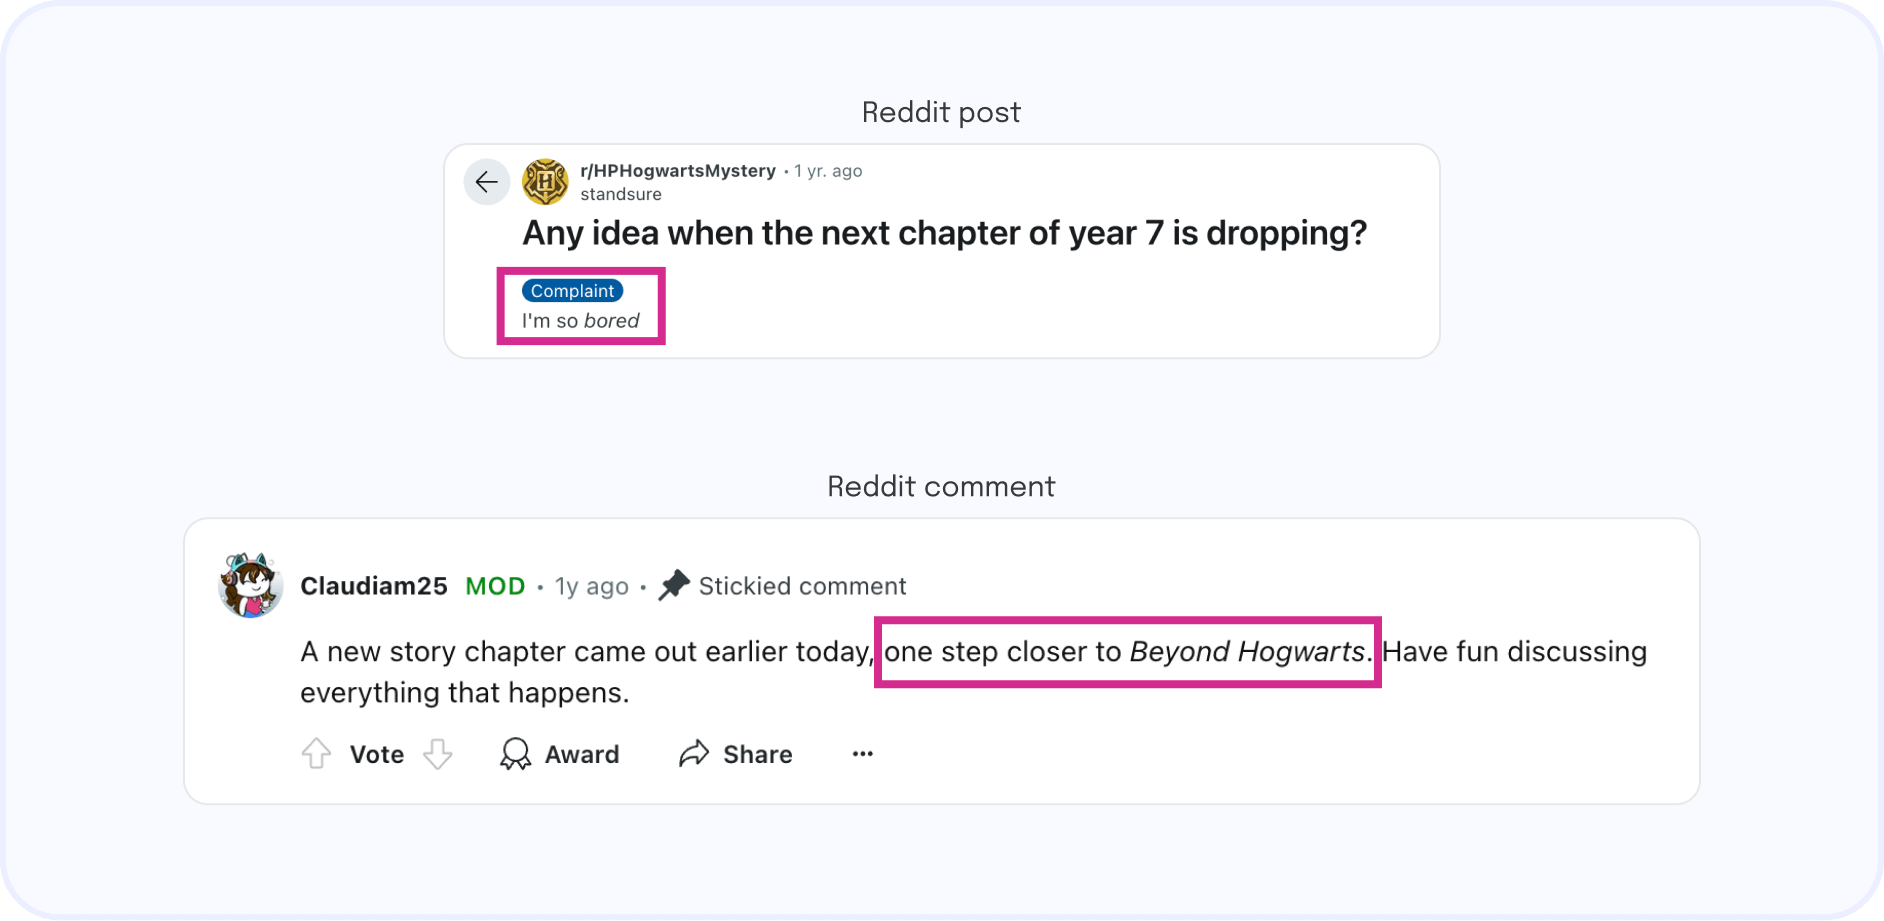 Reddit post
r/HPHogwartsMystery • 1 yr. ago
standsure
Any idea when the next chapter of year 7 is dropping?
Complaint
I'm so bored
Reddit comment
Claudiam25 MOD • 1y ago • Stickied comment
A new story chapter came out earlier today, one step closer to Beyond Hogwarts. Have fun discussing
everything that happens.
Vote Award Share ...